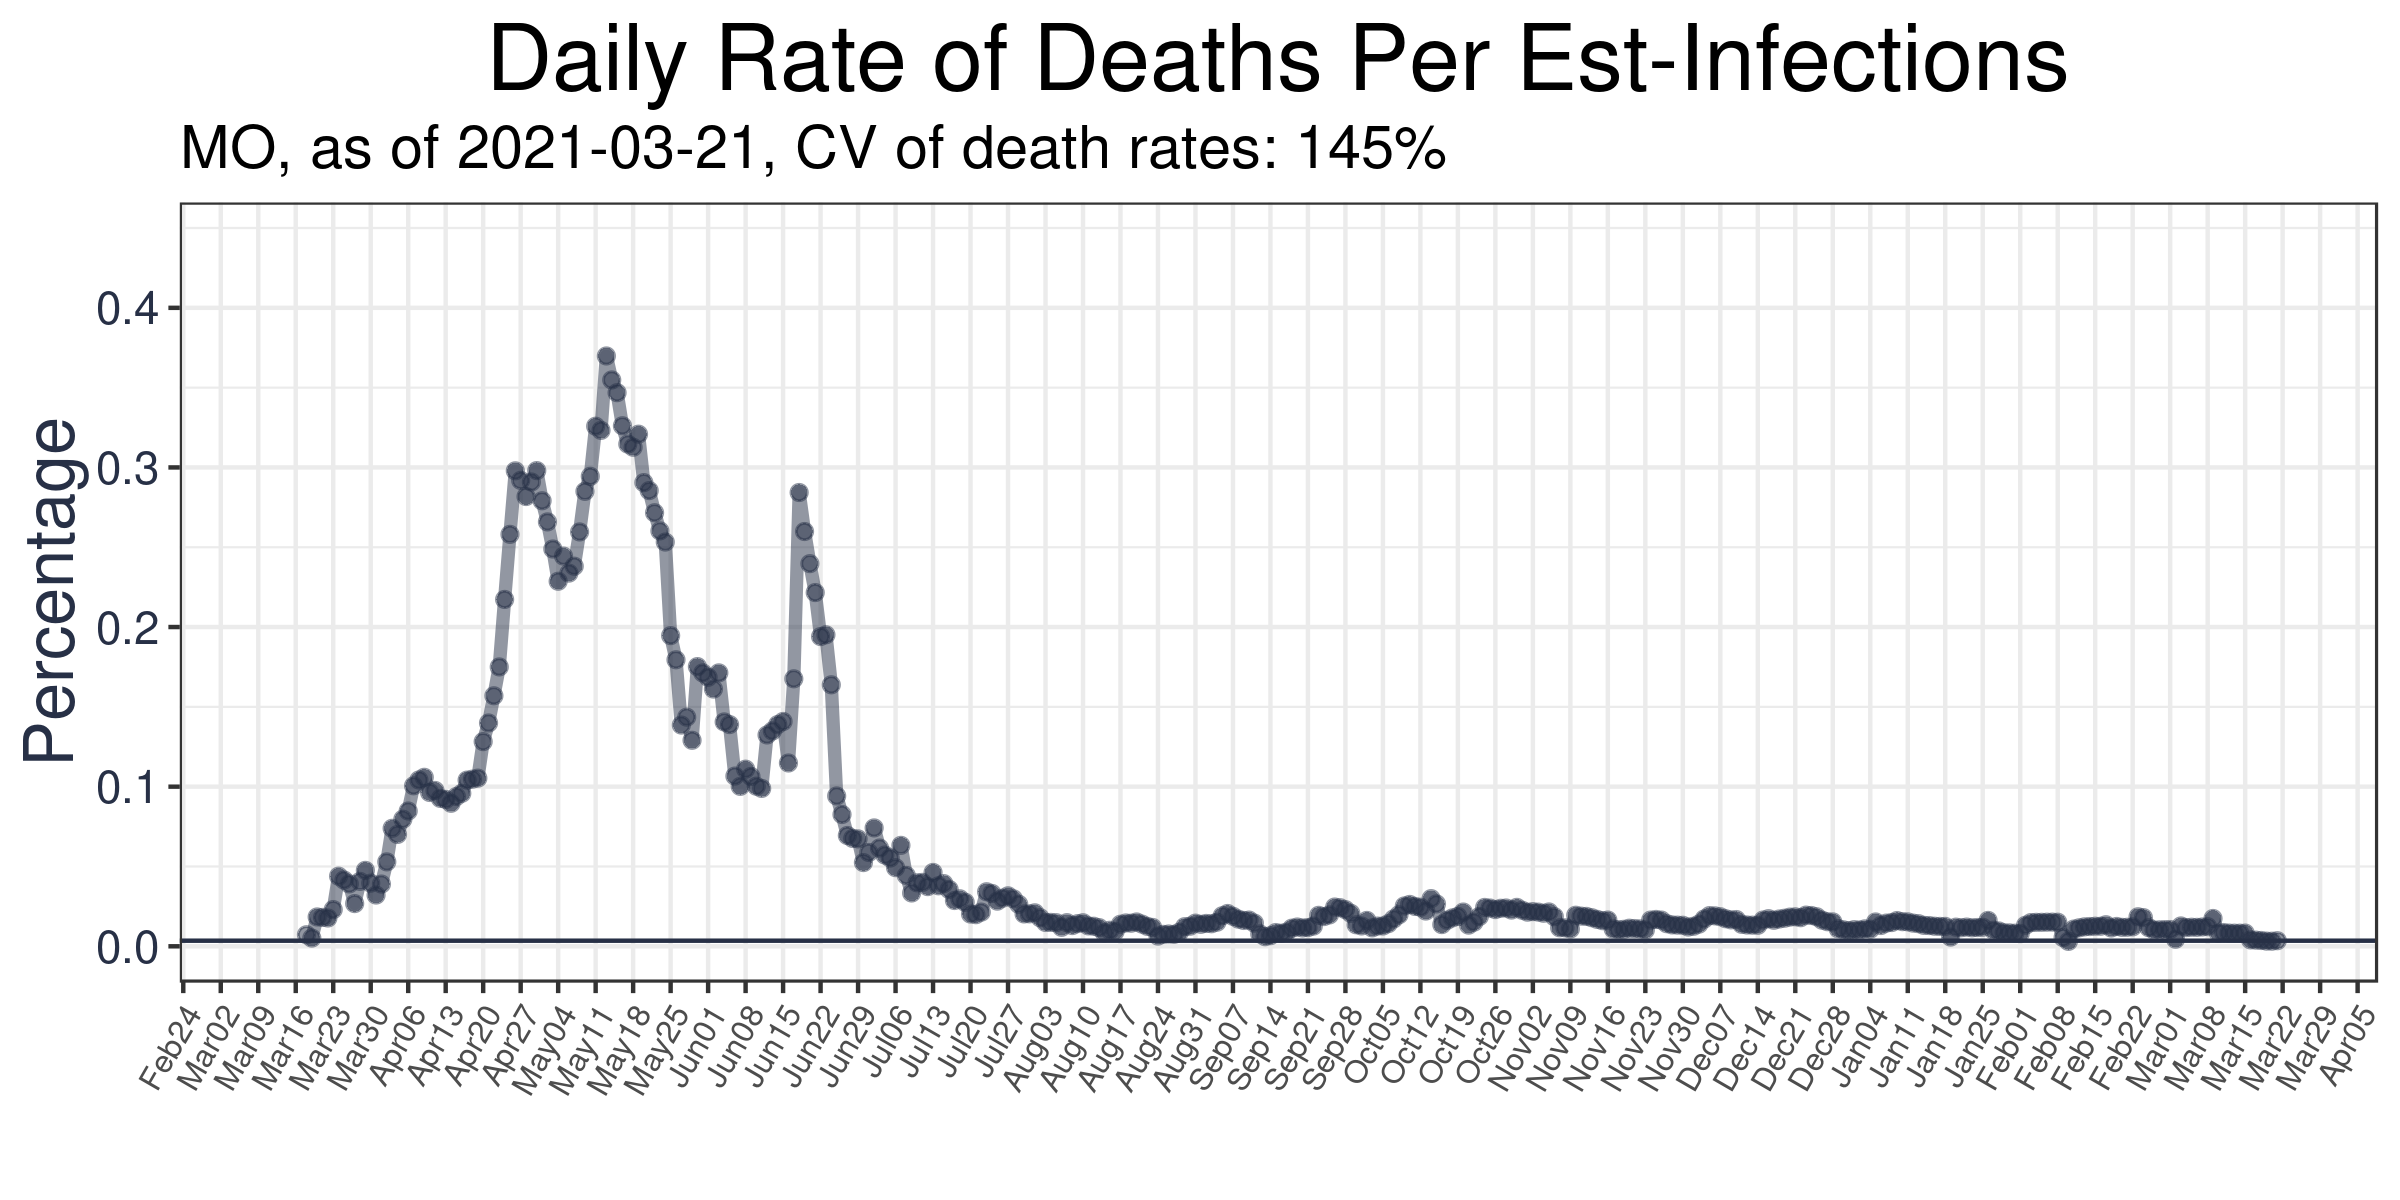 Daily Rate of Deaths Per Est-Infections
MO, as of 2021-03-21, CV of death rates: 145%
Percentage
0.4
0.3
0.2
0.1
0.0
Feb24
Mar02
Mar09
Mar16
Mar23
Mar30
Apr06
Apr13
Apr20
Apr27
May04
May11
May18
May25
Jun01
Jun08
Jun15
Jun22
Jun29
Jul06
Jul13
Jul20
Jul27
Aug03
Aug10
Aug17
Aug24
Aug31
Sep07
Sep14
Sep21
Sep28
Oct05
Oct12
Oct19
Oct26
Nov02
Nov09
Nov16
Nov23
Nov30
Dec07
Dec14
Dec21
Dec28
Jan04
Jan11
Jan18
Jan25
Feb01
Feb08
Feb15
Feb22
Mar01
Mar08
Mar15
Mar22
Mar29
Apr05